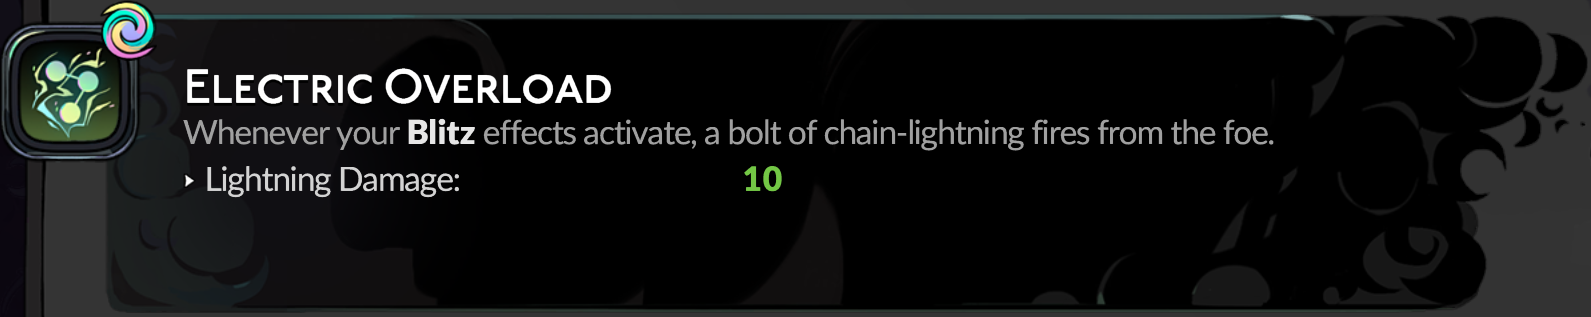 ELECTRIC OVERLOAD
Whenever your Blitz effects activate, a bolt of chain-lightning fires from the foe.
‣ Lightning Damage: 10